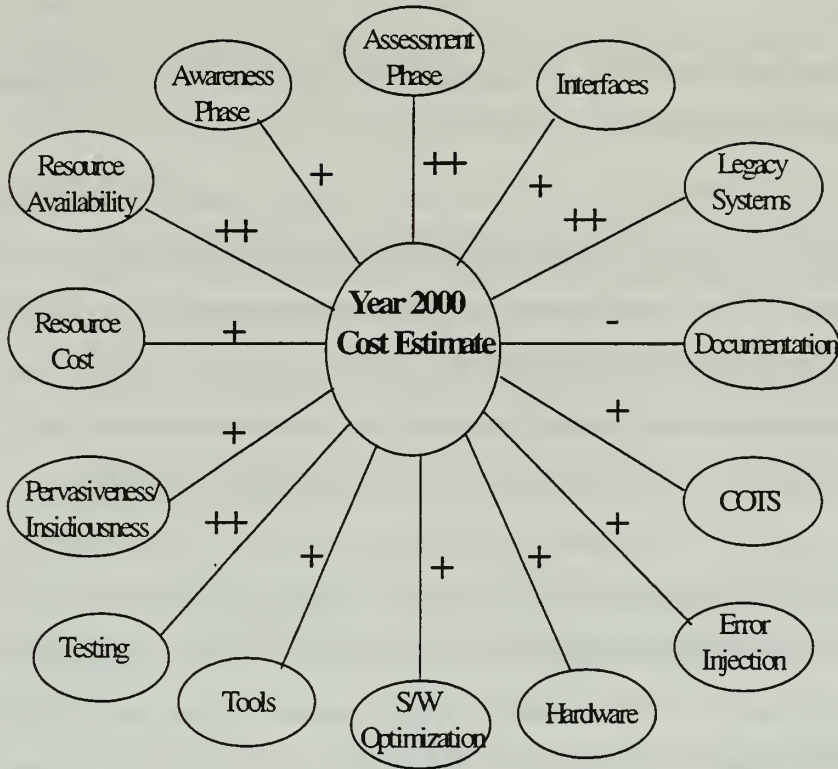 Assessment
Phase
Awareness
Phase
Interfaces
Resource
Availability
Legacy
Systems
+
++
+
++
++
Year 2000
Cost Estimate
Resource
Cost
+
-
Documentation
+
+
COTS
Pervasiveness/
Insidiousness
++
+
+
+
+
Error
Injection
Testing
Tools
S/W
Optimization
Hardware